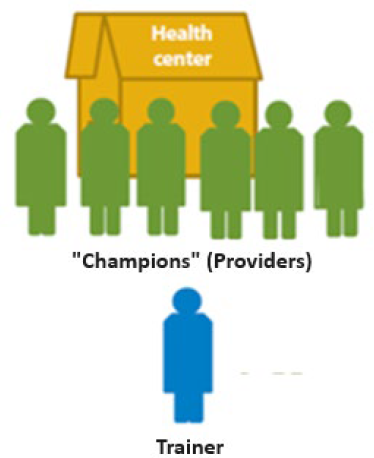 Health
center
"Champions" (Providers)
Trainer